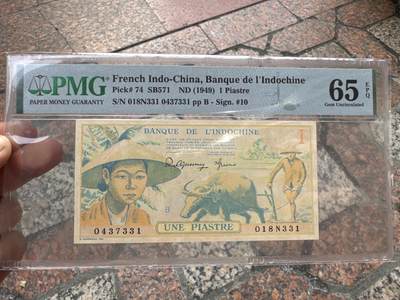 PMG
PAPER MONEY GUARANTY
French Indo-China, Banque de l'Indochine
Pick# 74 SB571 ND (1949) 1 Piastre
S/N 018N331 0437331 pp B - Sign. #10
65 EPQ
Gem Uncirculated
BANQUE DE L'INDOCHINE
1
0437331
UNE PIASTRE
018N331